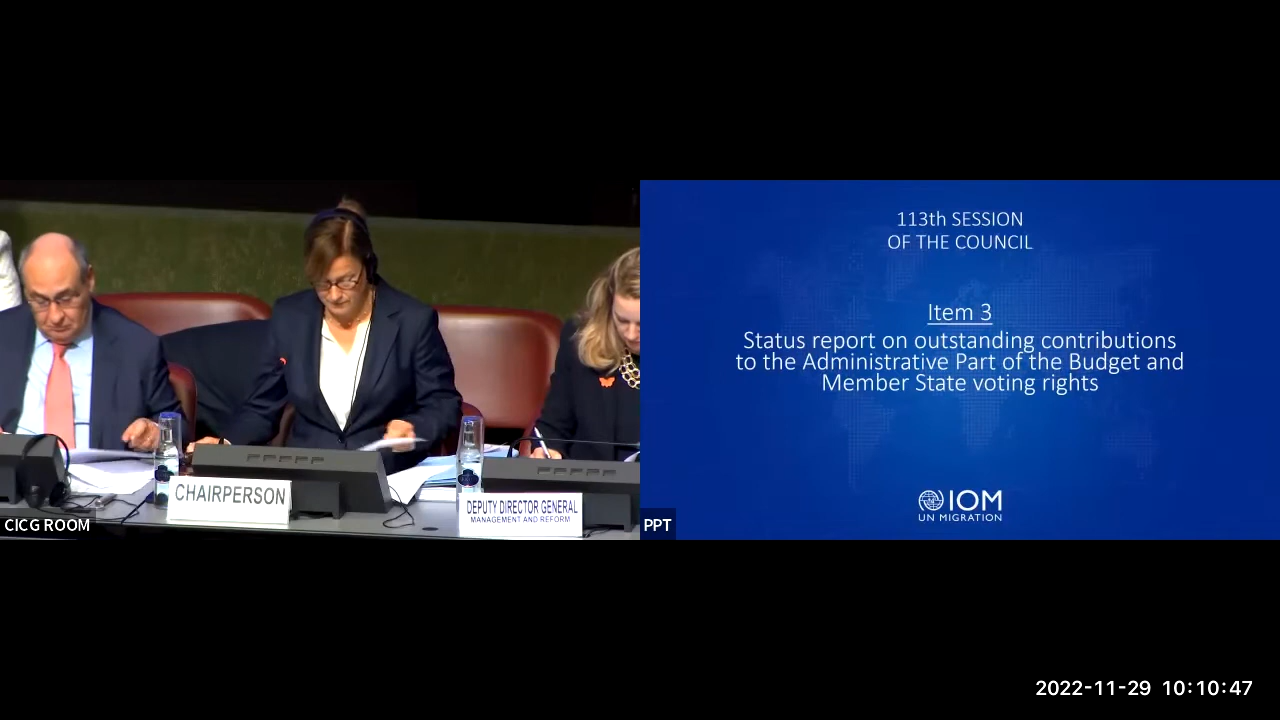 CHAIRPERSON
DEPUTY DIRECTOR GENERAL
MANAGEMENT AND REFORM
CICG ROOM
113th SESSION
OF THE COUNCIL
Item 3
Status report on outstanding contributions
to the Administrative Part of the Budget and
Member State voting rights
IOM
UN MIGRATION
PPT
2022-11-29 10:10:47